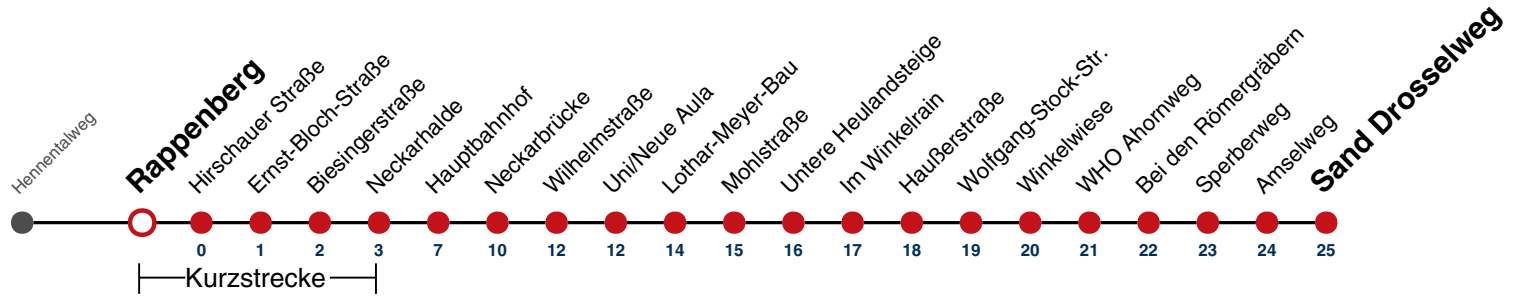 Hennentalweg
Rappenberg
Hirschauer Straße
Ernst-Bloch-Straße
Biesingerstraße
Neckarhalde
Hauptbahnhof
Neckarbrücke
Wilhelmstraße
Uni/Neue Aula
Lothar-Meyer-Bau
Mohlstraße
Untere Heulandsteige
Im Winkelrain
Haußerstraße
Wolfgang-Stock-Str.
Winkelwiese
WHO Ahornweg
Bei den Römergräbern
Sperberweg
Amselweg
Sand Drosselweg
0 1 2 3 7 10 12 12 14 15 16 17 18 19 20 21 22 23 24 25
Kurzstrecke